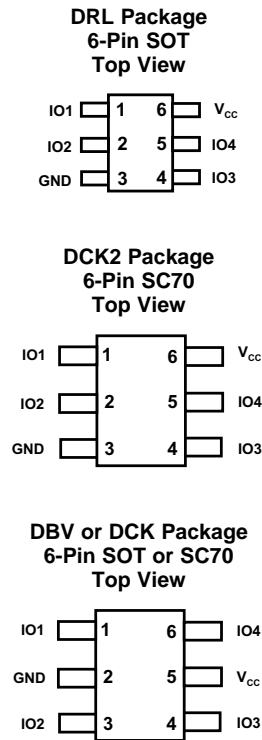 DRL Package
6-Pin SOT
Top View
IO1 1 6 Vcc
IO2 2 5 IO4
GND 3 4 IO3
DCK2 Package
6-Pin SC70
Top View
IO1 1 6 Vcc
IO2 2 5 IO4
GND 3 4 IO3
DBV or DCK Package
6-Pin SOT or SC70
Top View
IO1 1 6 IO4
GND 2 5 Vcc
IO2 3 4 IO3